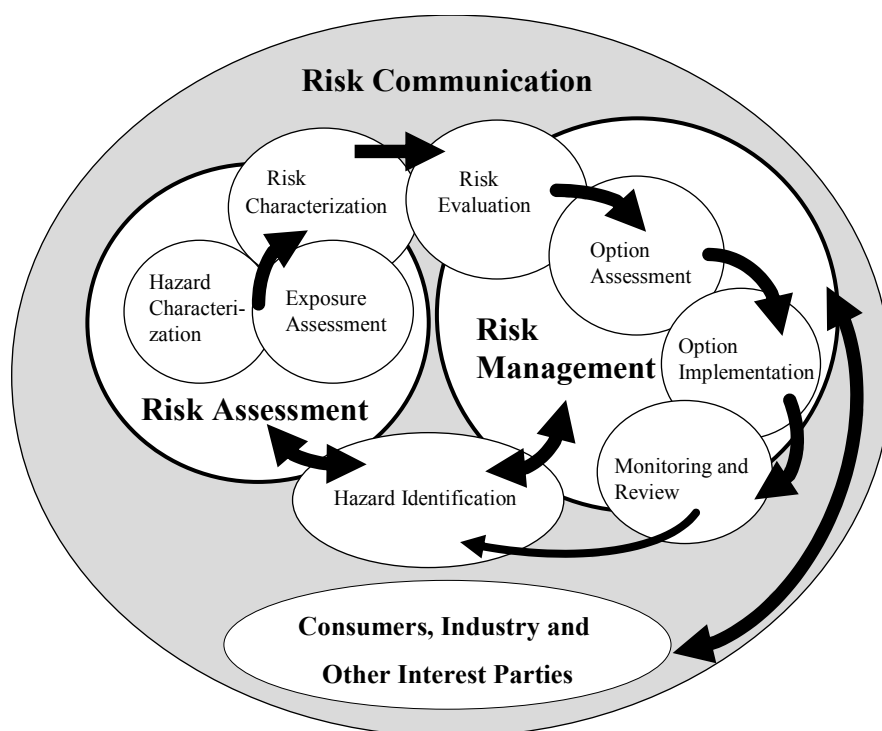 Risk Communication
Risk
Characterization
Risk
Evaluation
Option
Assessment
Hazard
Characteri-
zation
Exposure
Assessment
Risk
Management
Option
Implementation
Risk Assessment
Monitoring and
Review
Hazard Identification
Consumers, Industry and
Other Interest Parties